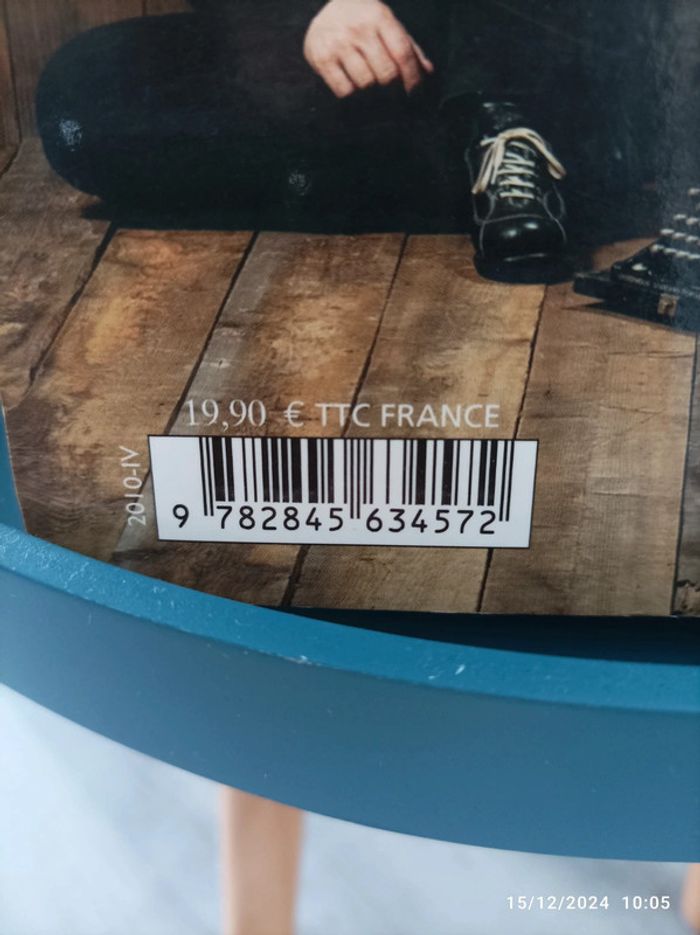 19,90 € TTC FRANCE
2010-IV
9 782845 634572
15/12/2024 10:05